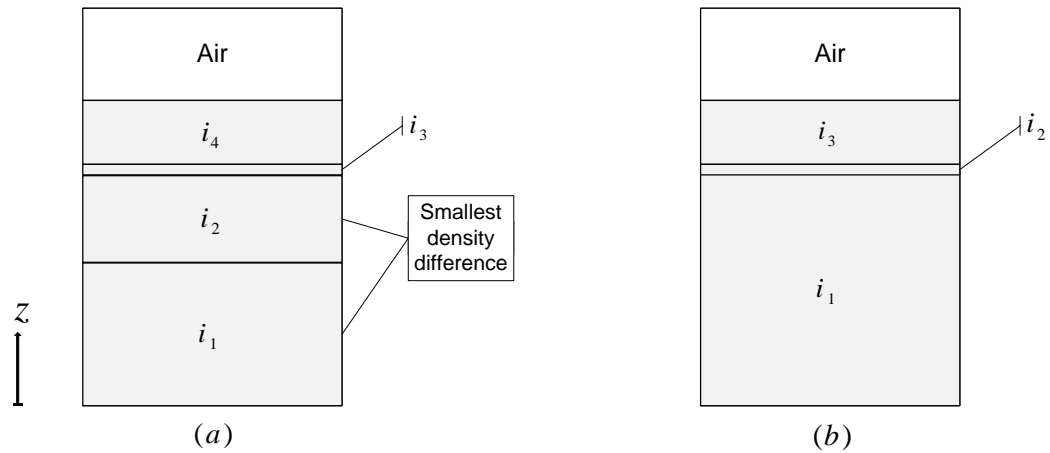 Air
i₄
i₃
i₂
i₁
Smallest
density
difference
z
(a)
Air
i₃
i₂
i₁
(b)